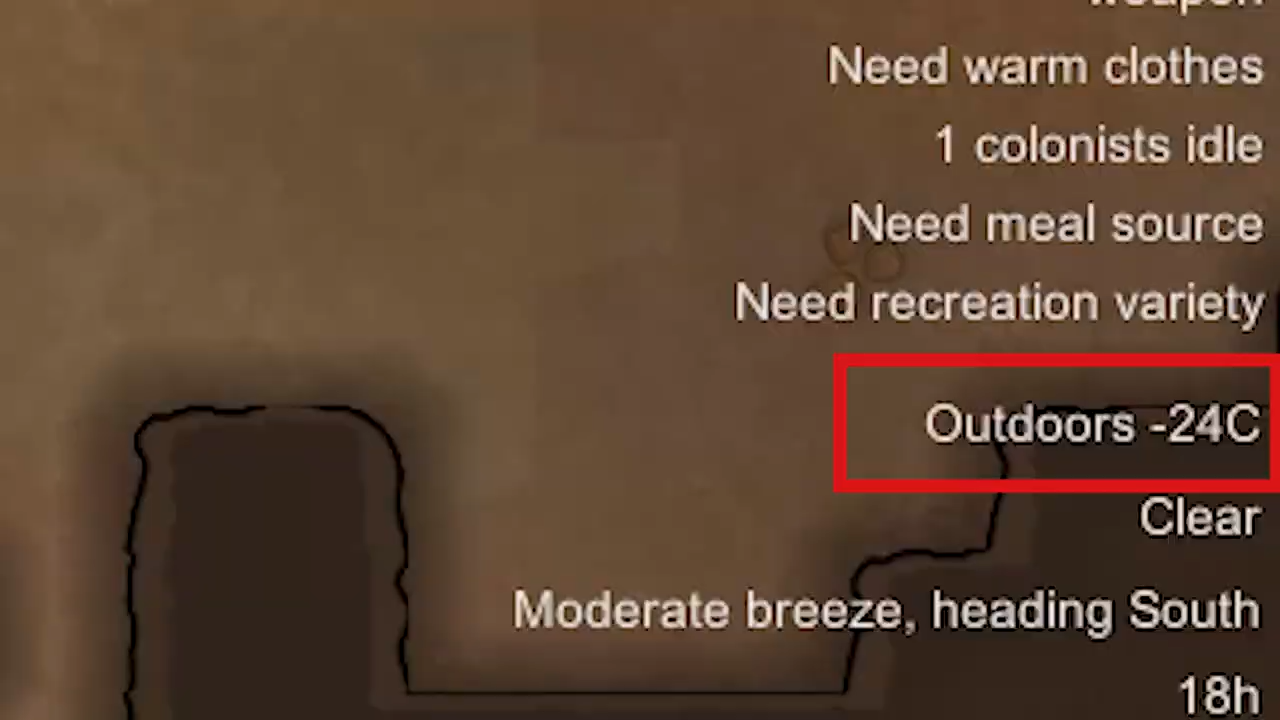 weapon
Need warm clothes
1 colonists idle
Need meal source
Need recreation variety
Outdoors -24C
Clear
Moderate breeze, heading South
18h